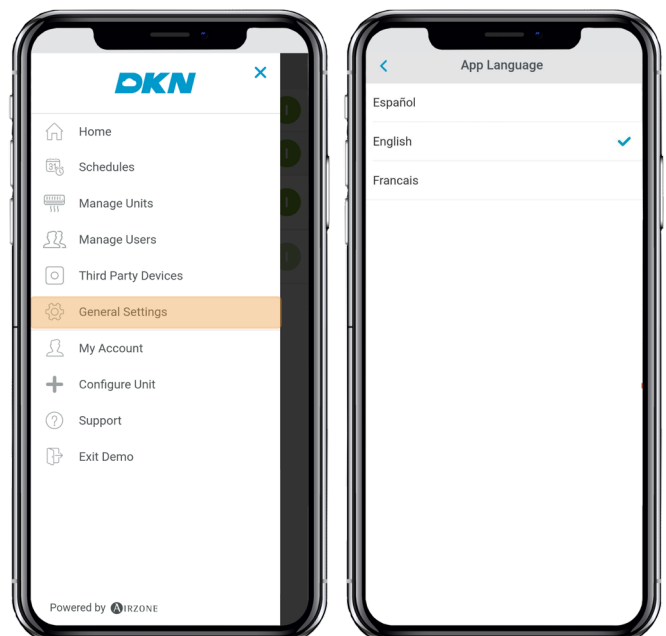 DKN
Home
Schedules
Manage Units
Manage Users
Third Party Devices
General Settings
My Account
Configure Unit
Support
Exit Demo
Powered by AIRZONE
App Language
Español
English
Francais